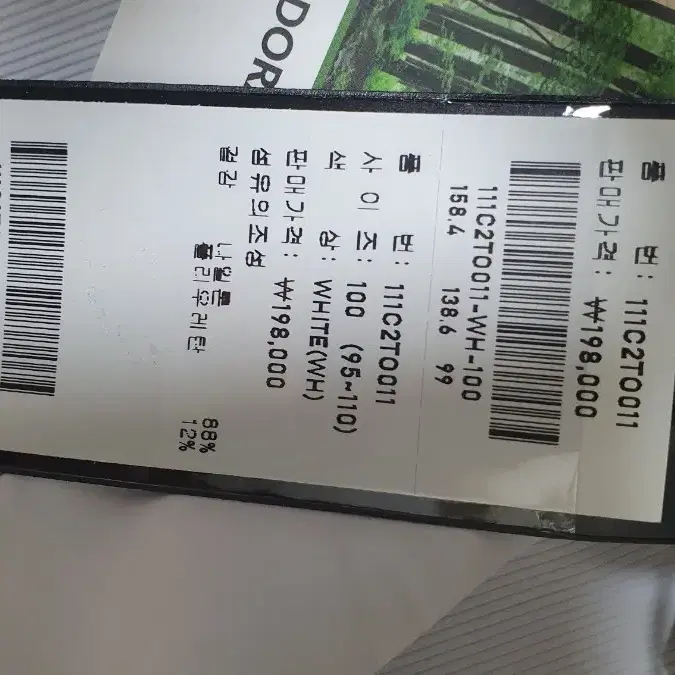 DOR
품 번: 111C2TO011
판매가격: ₩198,000
111C2TO011-WH-100
158.4 138.6 99
품 번: 111C2TO011
사 이 즈: 100 (95~110)
색 상: WHITE(WH)
판매가격: ₩198,000
섬유의조성
겉감
나일론 88%
폴리우레탄 12%